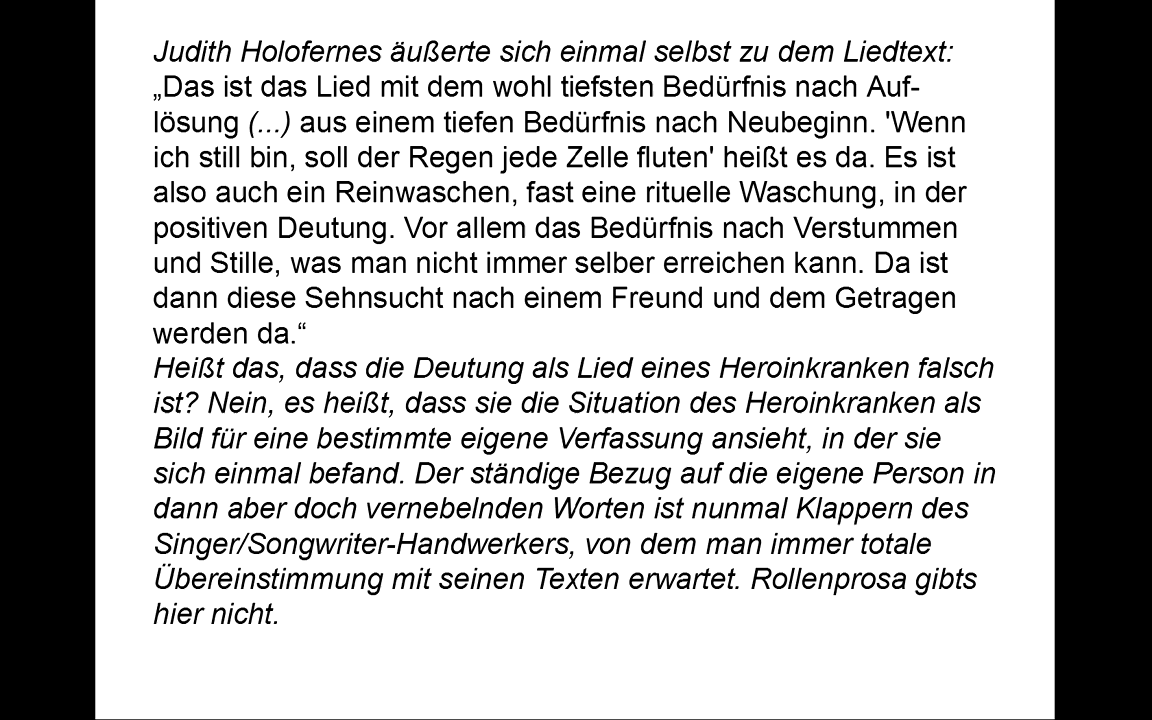 Judith Holofernes äußerte sich einmal selbst zu dem Liedtext:
„Das ist das Lied mit dem wohl tiefsten Bedürfnis nach Auf-
lösung (...) aus einem tiefen Bedürfnis nach Neubeginn. 'Wenn
ich still bin, soll der Regen jede Zelle fluten' heißt es da. Es ist
also auch ein Reinwaschen, fast eine rituelle Waschung, in der
positiven Deutung. Vor allem das Bedürfnis nach Verstummen
und Stille, was man nicht immer selber erreichen kann. Da ist
dann diese Sehnsucht nach einem Freund und dem Getragen
werden da.“
Heißt das, dass die Deutung als Lied eines Heroinkranken falsch
ist? Nein, es heißt, dass sie die Situation des Heroinkranken als
Bild für eine bestimmte eigene Verfassung ansieht, in der sie
sich einmal befand. Der ständige Bezug auf die eigene Person in
dann aber doch vernebelnden Worten ist nunmal Klappern des
Singer/Songwriter-Handwerkers, von dem man immer totale
Übereinstimmung mit seinen Texten erwartet. Rollenprosa gibts
hier nicht.